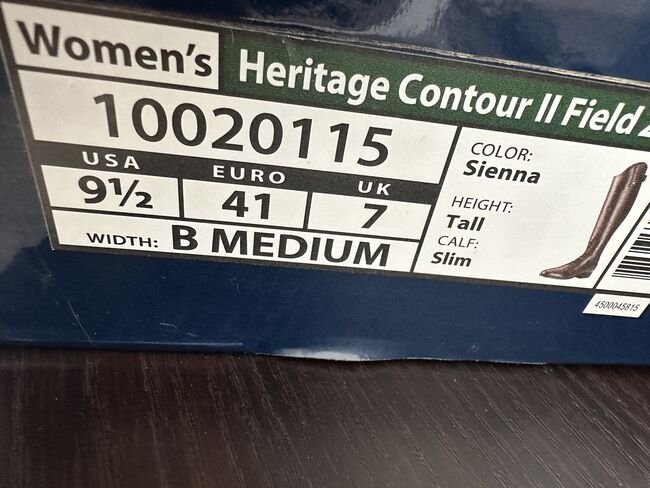 Women's Heritage Contour II Field
10020115
USA EURO UK
9½ 41 7
WIDTH: B MEDIUM
COLOR:
Sienna
HEIGHT:
Tall
CALF:
Slim
4500045815